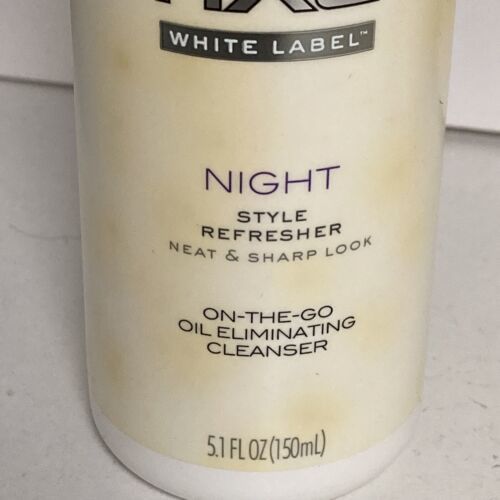 AXE
WHITE LABEL™
NIGHT
STYLE
REFRESHER
NEAT & SHARP LOOK
ON-THE-GO
OIL ELIMINATING
CLEANSER
5.1 FL OZ (150mL)